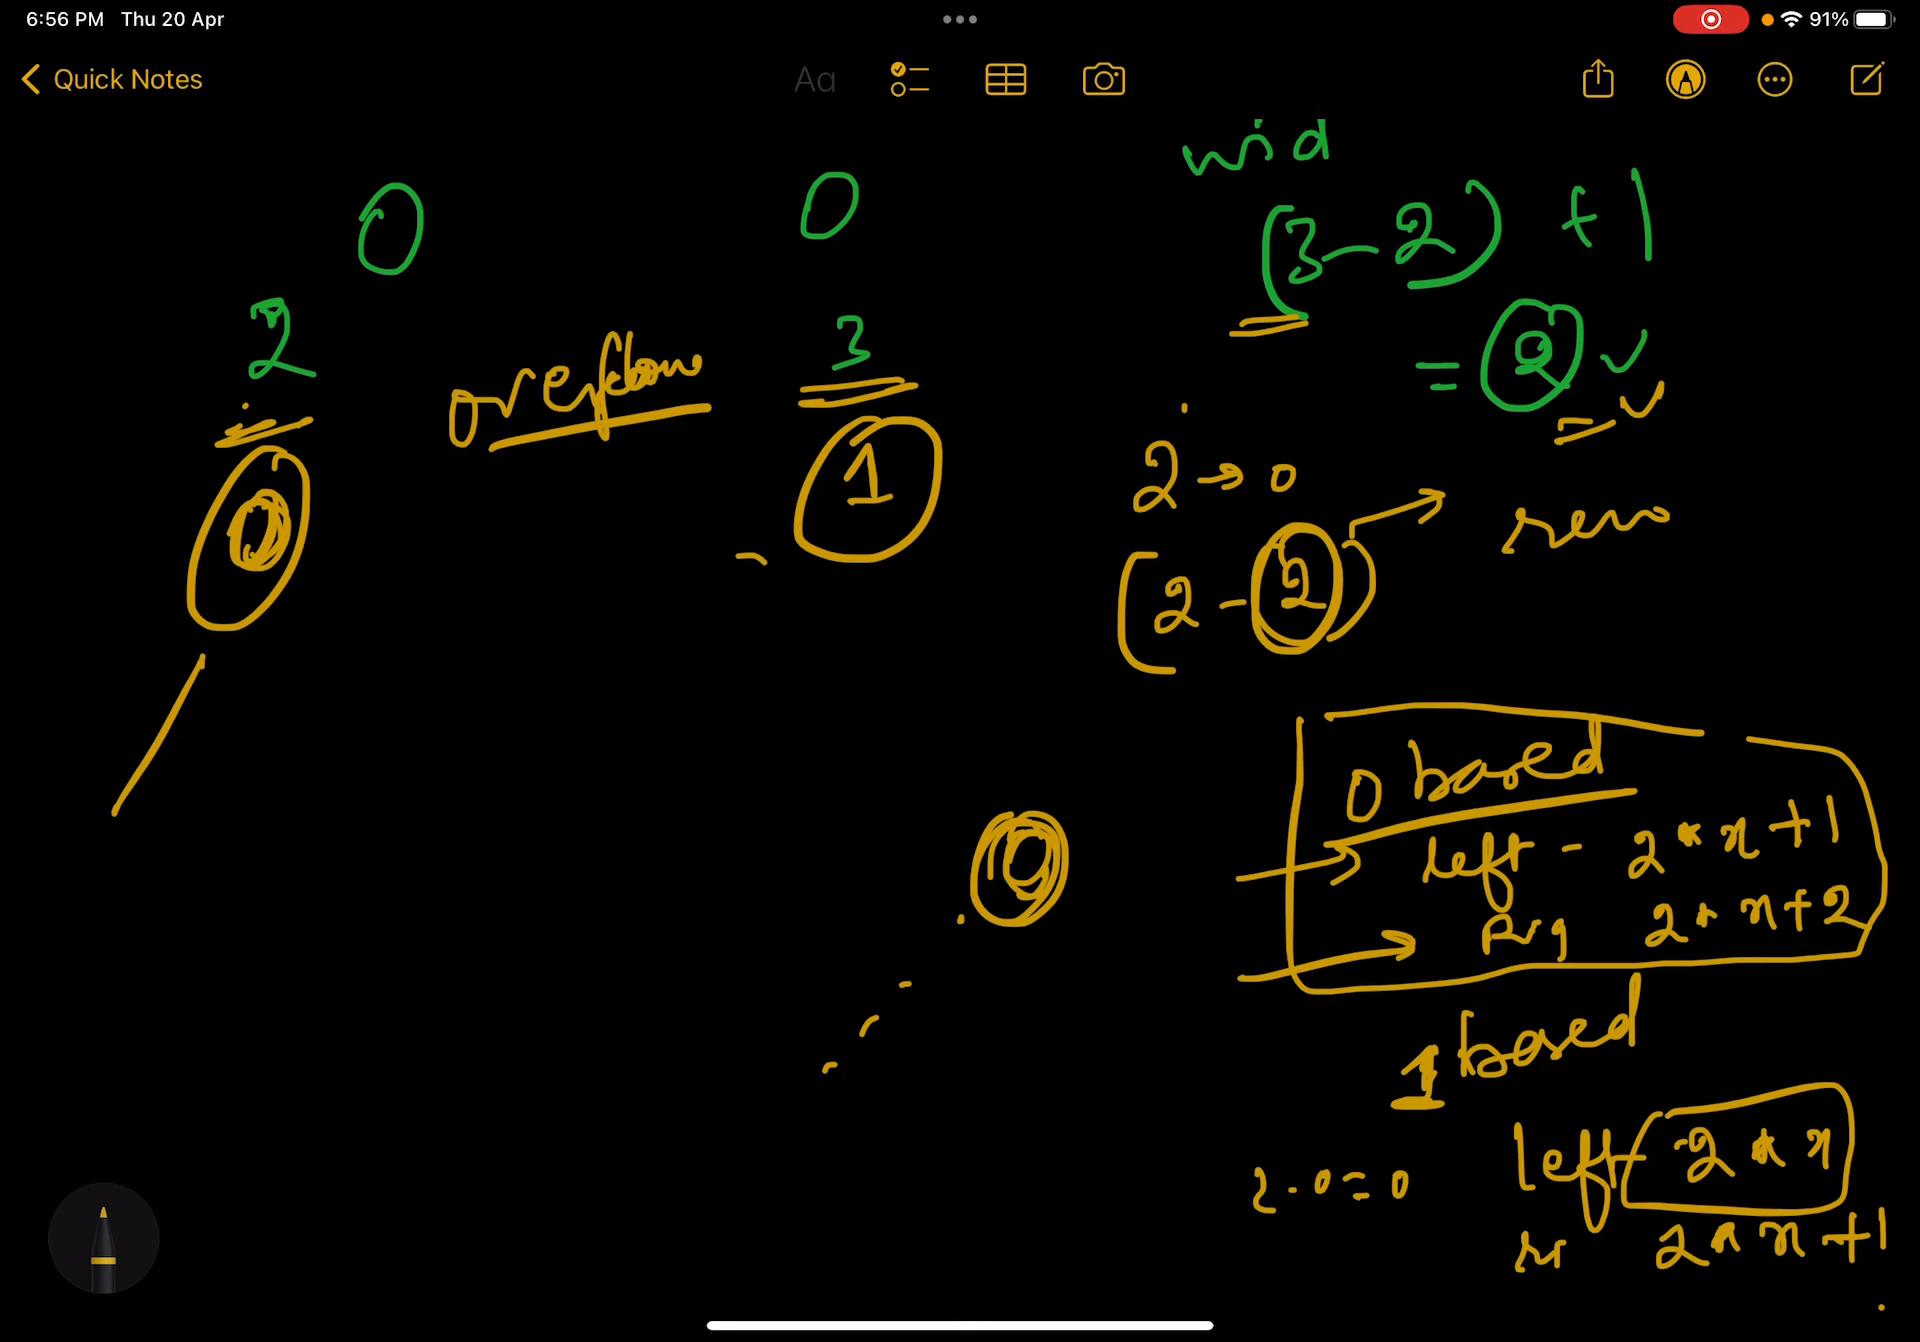 6:56 PM Thu 20 Apr
91%
Quick Notes
Aa
wid
0 0
(3-2) + 1
2 overflow 3
= 2 ✓
= ✓
0 1
2 → 0
(2 - 2) →
0 based
left - 2 * x + 1
0
Rig 2 * x + 2
1 based
left - 2 * x
2 - 0 = 0
2 * x + 1